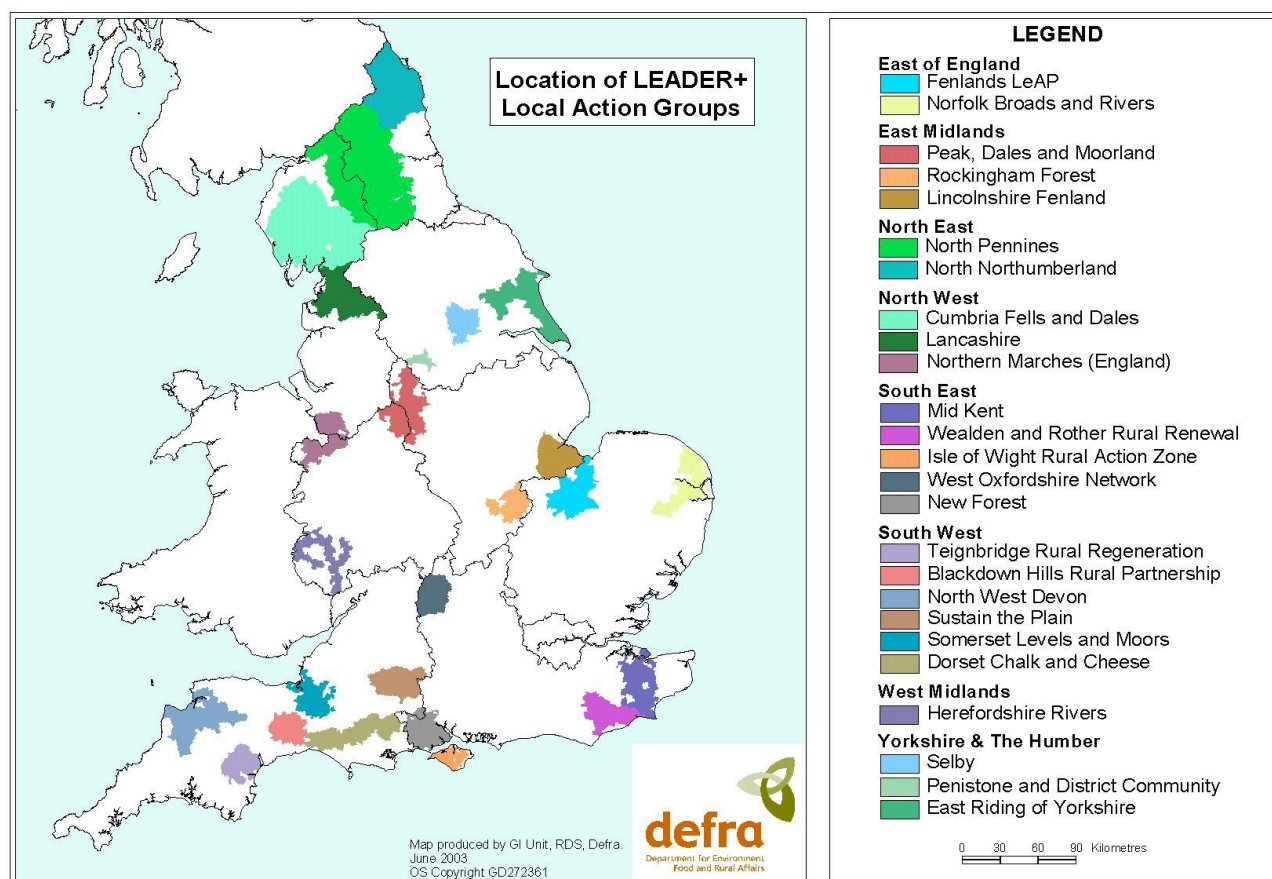 Location of LEADER+
Local Action Groups
Map produced by GI Unit, RDS, Defra.
June 2003
OS Copyright GD272361
defra
Department for Environment
Food and Rural Affairs
LEGEND
East of England
Fenlands LeAP
Norfolk Broads and Rivers
East Midlands
Peak, Dales and Moorland
Rockingham Forest
Lincolnshire Fenland
North East
North Pennines
North Northumberland
North West
Cumbria Fells and Dales
Lancashire
Northern Marches (England)
South East
Mid Kent
Wealden and Rother Rural Renewal
Isle of Wight Rural Action Zone
West Oxfordshire Network
New Forest
South West
Teignbridge Rural Regeneration
Blackdown Hills Rural Partnership
North West Devon
Sustain the Plain
Somerset Levels and Moors
Dorset Chalk and Cheese
West Midlands
Herefordshire Rivers
Yorkshire & The Humber
Selby
Penistone and District Community
East Riding of Yorkshire
0 30 60 90 Kilometres